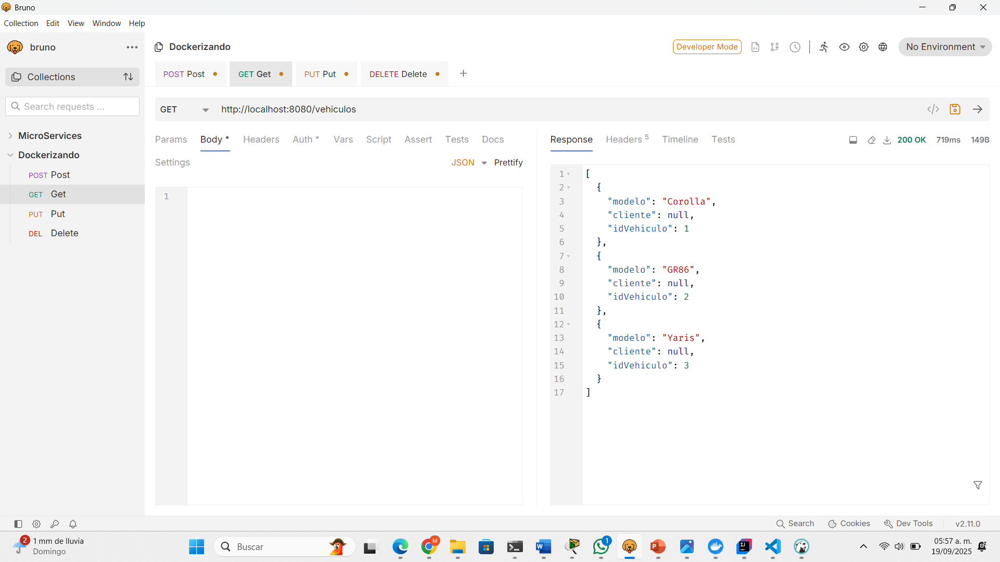 Bruno
Collection Edit View Window Help
bruno
Dockerizando
Developer Mode
No Environment
Collections
Search requests ...
MicroServices
Dockerizando
POST Post
GET Get
PUT Put
DEL Delete
POST Post
GET Get
PUT Put
DELETE Delete
GET
http://localhost:8080/vehiculos
Params Body Headers Auth Vars Script Assert Tests Docs
Settings
JSON Prettify
1
Response Headers 5 Timeline Tests
200 OK 719ms 149B
1 [
2 {
3 "modelo": "Corolla",
4 "cliente": null,
5 "idVehiculo": 1
6 },
7 {
8 "modelo": "GR86",
9 "cliente": null,
10 "idVehiculo": 2
11 },
12 {
13 "modelo": "Yaris",
14 "cliente": null,
15 "idVehiculo": 3
16 }
17 ]
Search Cookies Dev Tools v2.11.0
2
1 mm de lluvia
Domingo
Buscar
M
W
1
P
IJ
05:57 a. m.
19/09/2025